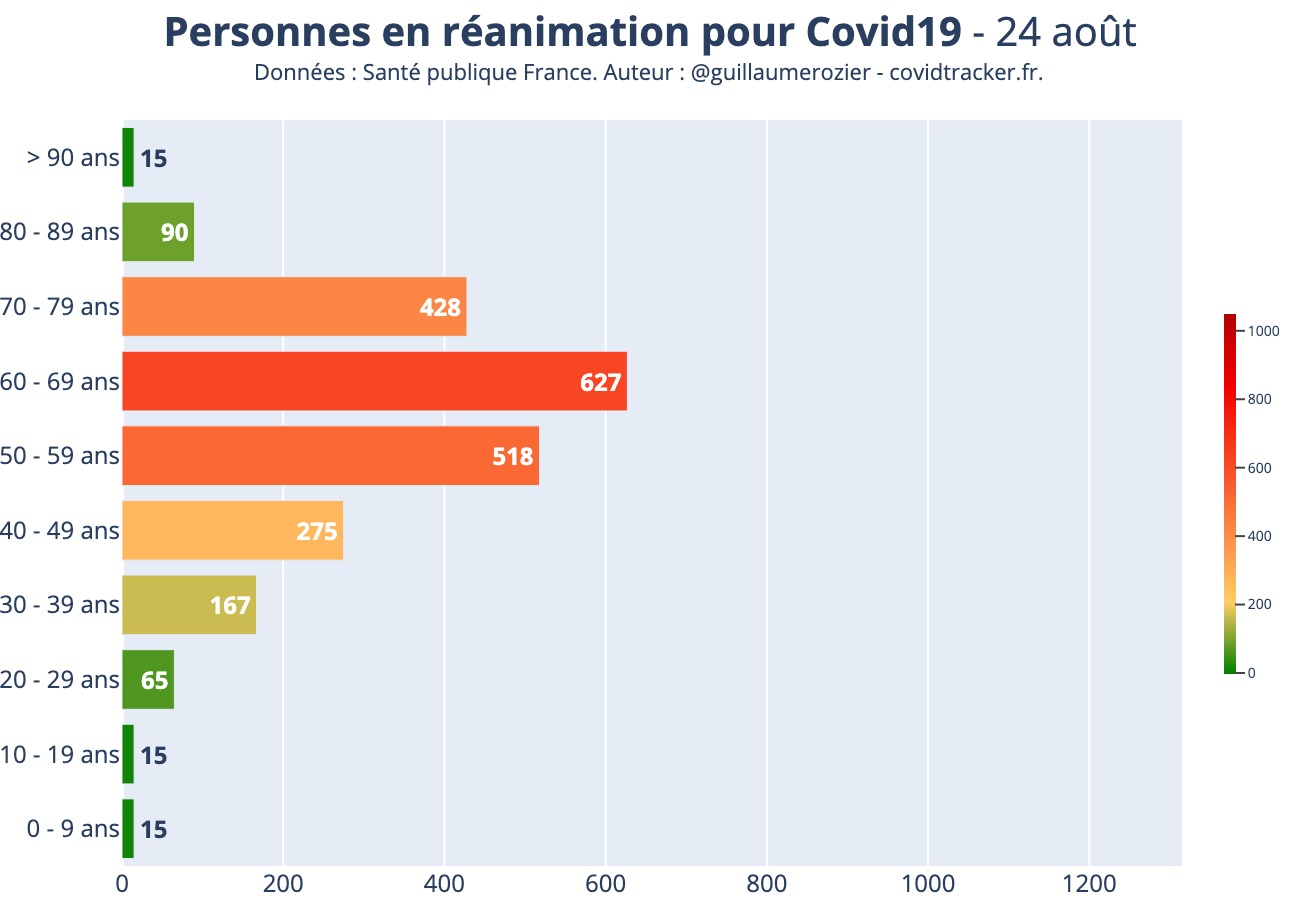 Personnes en réanimation pour Covid19 - 24 août
Données : Santé publique France. Auteur : @guillaumerozier - covidtracker.fr.
> 90 ans 15
80 - 89 ans 90
70 - 79 ans 428
60 - 69 ans 627
50 - 59 ans 518
40 - 49 ans 275
30 - 39 ans 167
20 - 29 ans 65
10 - 19 ans 15
0 - 9 ans 15
0 200 400 600 800 1000 1200
1000
800
600
400
200
0